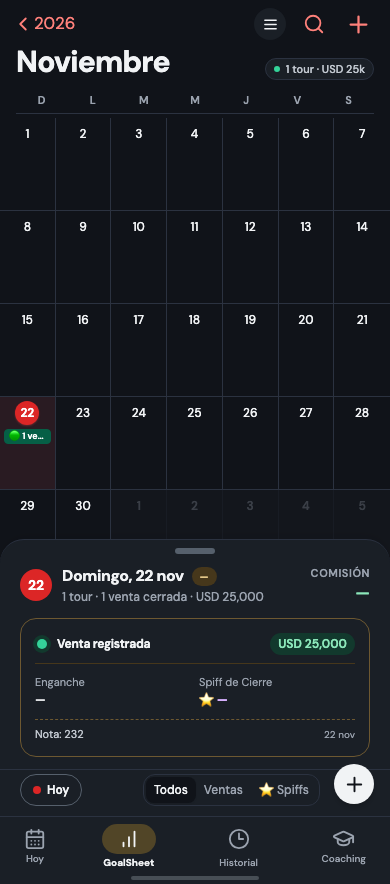 2026
Noviembre
1 tour · USD 25k
D L M M J V S
1 2 3 4 5 6 7
8 9 10 11 12 13 14
15 16 17 18 19 20 21
22 23 24 25 26 27 28
1 ve...
29 30 1 2 3 4 5
22
Domingo, 22 nov –
COMISIÓN
1 tour · 1 venta cerrada · USD 25,000
–
Venta registrada USD 25,000
Enganche Spiff de Cierre
– ⭐ –
Nota: 232 22 nov
Hoy Todos Ventas ⭐ Spiffs +
Hoy GoalSheet Historial Coaching